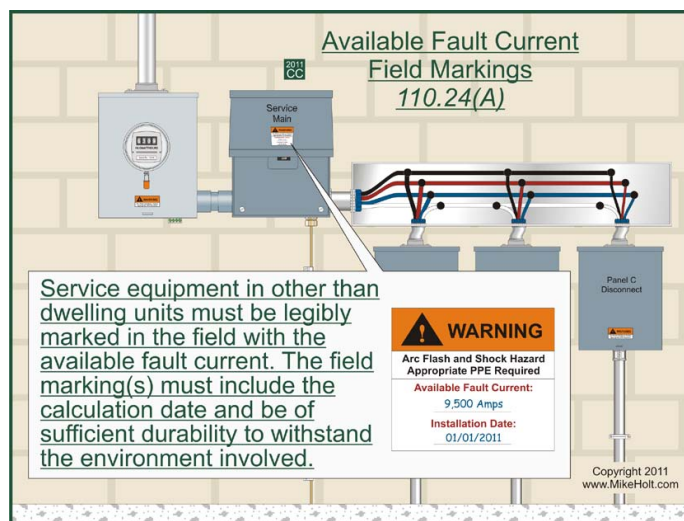 Available Fault Current
Field Markings
110.24(A)
2011
CC
Service
Main
Panel C
Disconnect
Service equipment in other than
dwelling units must be legibly
marked in the field with the
available fault current. The field
marking(s) must include the
calculation date and be of
sufficient durability to withstand
the environment involved.
WARNING
Arc Flash and Shock Hazard
Appropriate PPE Required
Available Fault Current:
9,500 Amps
Installation Date:
01/01/2011
Copyright 2011
www.MikeHolt.com